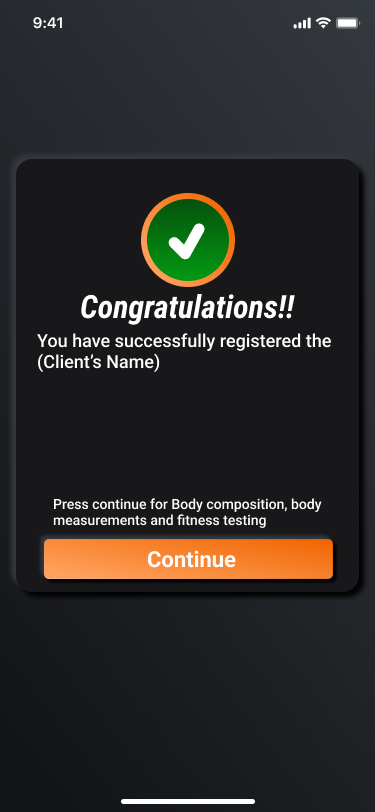 9:41
Congratulations!!
You have successfully registered the
(Client’s Name)
Press continue for Body composition, body
measurements and fitness testing
Continue